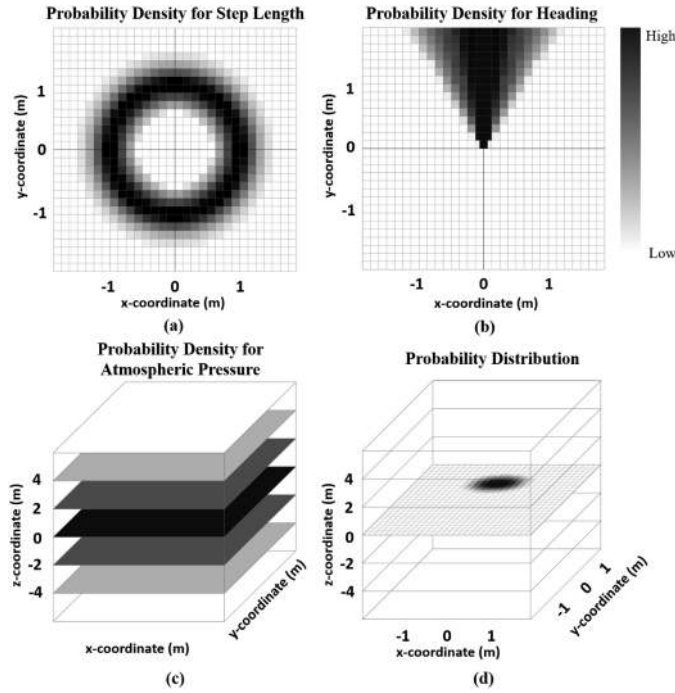 Probability Density for Step Length
Probability Density for Heading
High
Low
y-coordinate (m)
1
0
-1
-1 0 1
x-coordinate (m)
(a)
y-coordinate (m)
1
0
-1
-1 0 1
x-coordinate (m)
(b)
Probability Density for
Atmospheric Pressure
z-coordinate (m)
4
2
0
-2
-4
x-coordinate (m)
y-coordinate (m)
(c)
Probability Distribution
z-coordinate (m)
4
2
0
-2
-4
-1 0 1
x-coordinate (m)
-1 0 1
y-coordinate (m)
(d)